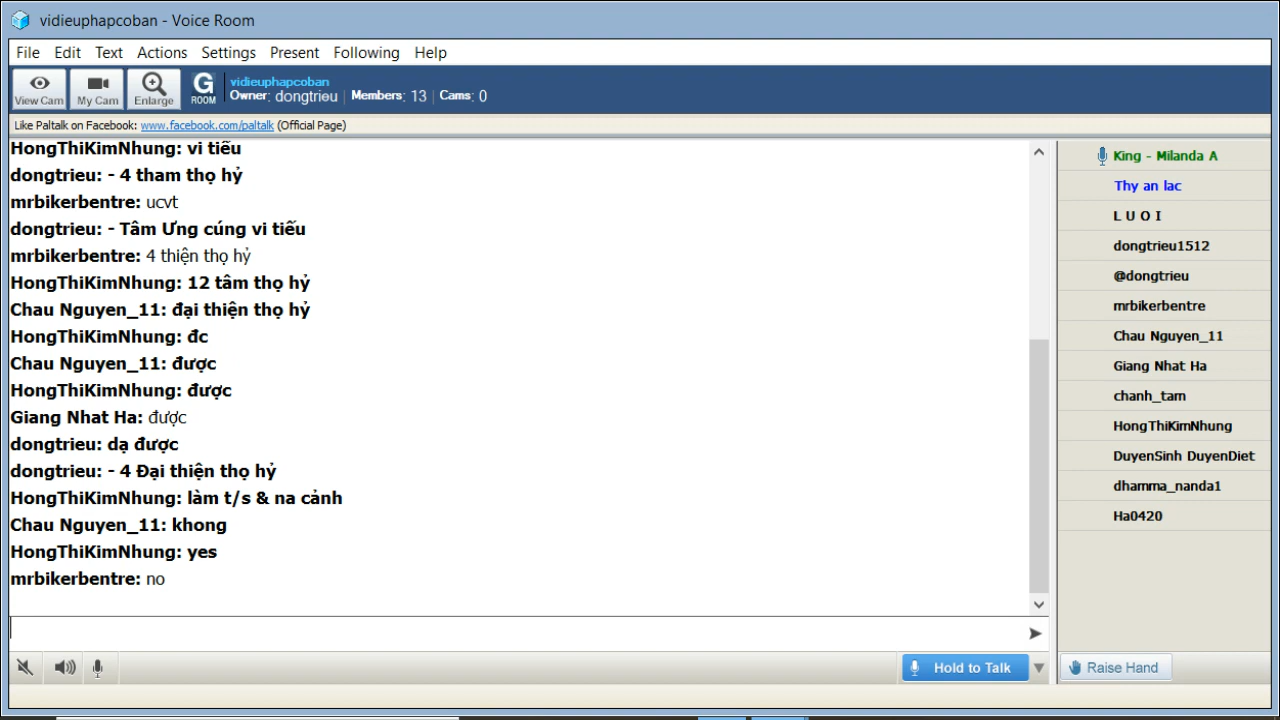 vidieuphapcoban - Voice Room
File Edit Text Actions Settings Present Following Help
View Cam My Cam Enlarge G ROOM
vidieuphapcoban
Owner: dongtrieu | Members: 13 | Cams: 0
Like Paltalk on Facebook: www.facebook.com/paltalk (Official Page)
HongThiKimNhung: vi tiếu
dongtrieu: - 4 tham thọ hỷ
mrbikerbentre: ucvt
dongtrieu: - Tâm Ưng cúng vi tiếu
mrbikerbentre: 4 thiện thọ hỷ
HongThiKimNhung: 12 tâm thọ hỷ
Chau Nguyen_11: đại thiện thọ hỷ
HongThiKimNhung: đc
Chau Nguyen_11: được
HongThiKimNhung: được
Giang Nhat Ha: được
dongtrieu: dạ được
dongtrieu: - 4 Đại thiện thọ hỷ
HongThiKimNhung: làm t/s & na cảnh
Chau Nguyen_11: khong
HongThiKimNhung: yes
mrbikerbentre: no
King - Milanda A
Thy an lac
L U O I
dongtrieu1512
@dongtrieu
mrbikerbentre
Chau Nguyen_11
Giang Nhat Ha
chanh_tam
HongThiKimNhung
DuyenSinh DuyenDiet
dhamma_nanda1
Ha0420
Hold to Talk
Raise Hand